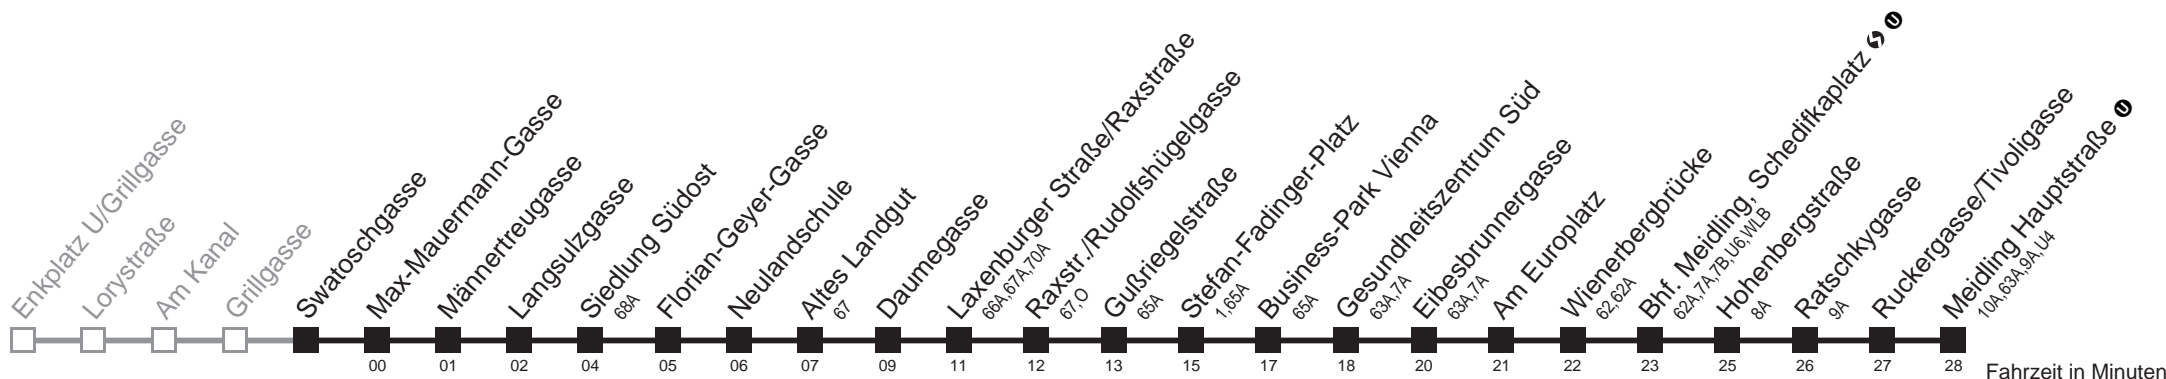 Enkplatz U/Grillgasse
Lorystraße
Am Kanal
Grillgasse
Swatoschgasse
Max-Mauermann-Gasse
Männertreugasse
Langsulzgasse
Siedlung Südost
68A
Florian-Geyer-Gasse
Neulandschule
Altes Landgut
67
Daumegasse
Laxenburger Straße/Raxstraße
66A,67A,70A
Raxstr./Rudolfshügelgasse
67,O
Gußriegelstraße
65A
Stefan-Fadinger-Platz
1,65A
Business-Park Vienna
65A
Gesundheitszentrum Süd
63A,7A
Eibesbrunnergasse
63A,7A
Am Europlatz
Wienerbergbrücke
62,62A
Bhf. Meidling, Schedifkaplatz U
62A,7A,7B,U6,WLB
Hohenbergstraße
8A
Ratschkygasse
9A
Ruckergasse/Tivoligasse
Meidling Hauptstraße U
10A,63A,9A,U4
00 01 02 04 05 06 07 09 11 12 13 15 17 18 20 21 22 23 25 26 27 28
Fahrzeit in Minuten